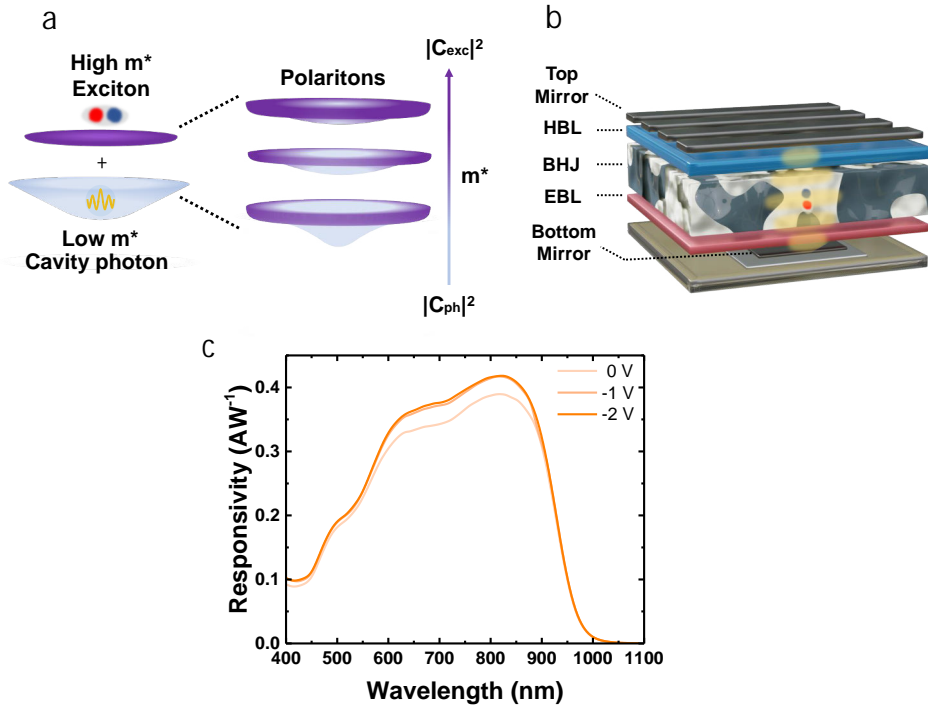 a
High m*
Exciton
+
Low m*
Cavity photon
Polaritons
|Cexc|²
m*
|Cph|²
b
Top
Mirror
HBL
BHJ
EBL
Bottom
Mirror
c
Responsivity (AW⁻¹)
0.4
0.3
0.2
0.1
0.0
0 V
-1 V
-2 V
400 500 600 700 800 900 1000 1100
Wavelength (nm)